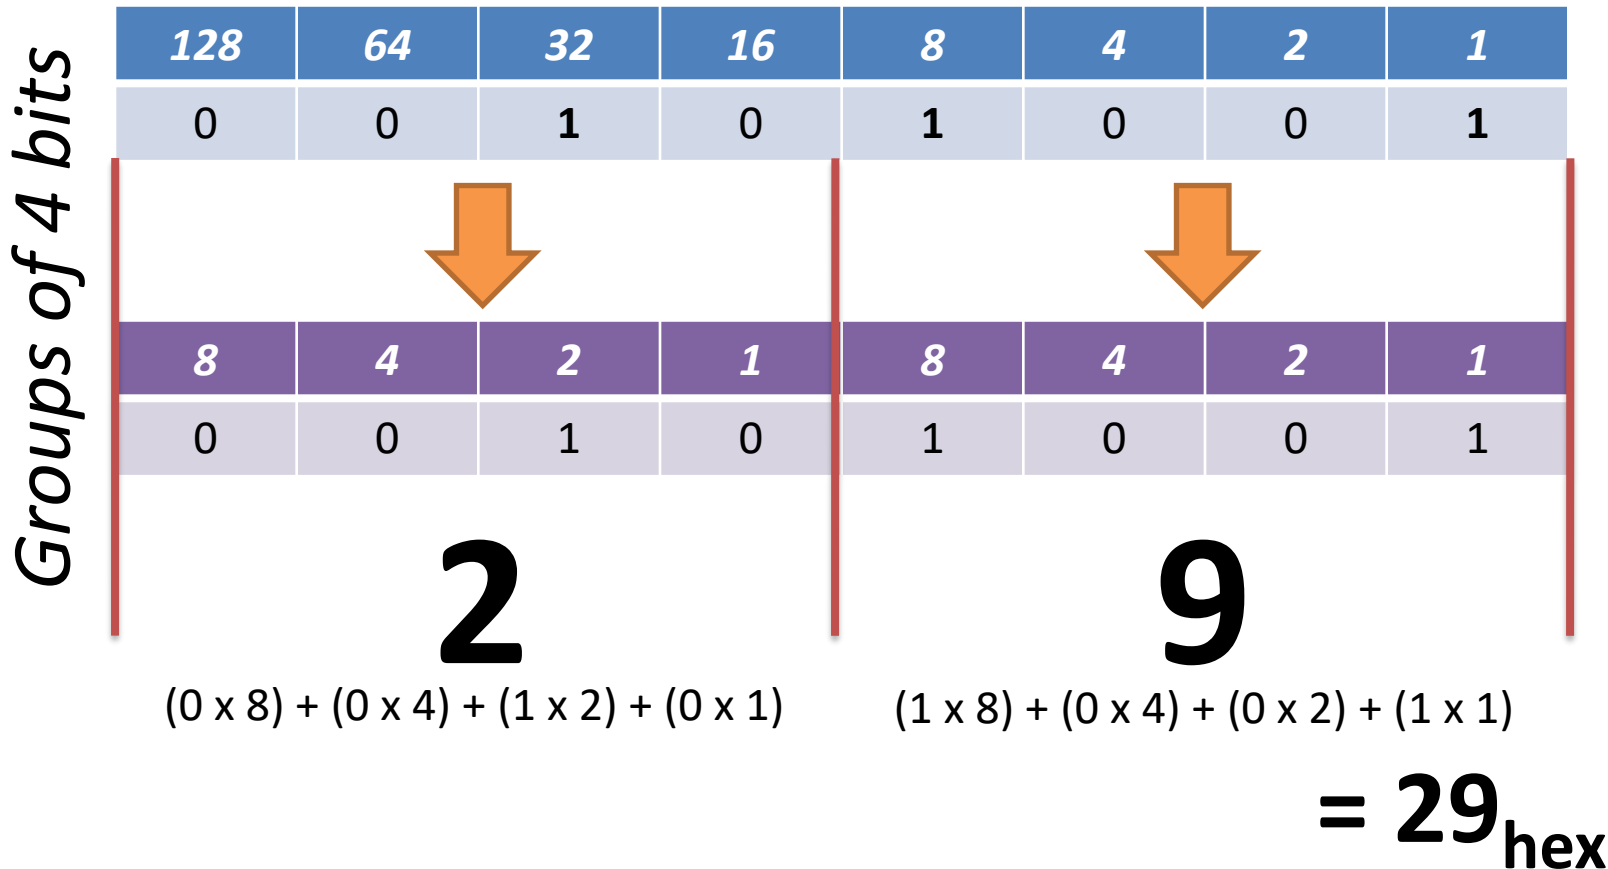 Groups of 4 bits
128 64 32 16 8 4 2 1
0 0 1 0 1 0 0 1
8 4 2 1 8 4 2 1
0 0 1 0 1 0 0 1
2 9
(0 x 8) + (0 x 4) + (1 x 2) + (0 x 1) (1 x 8) + (0 x 4) + (0 x 2) + (1 x 1)
= 29hex